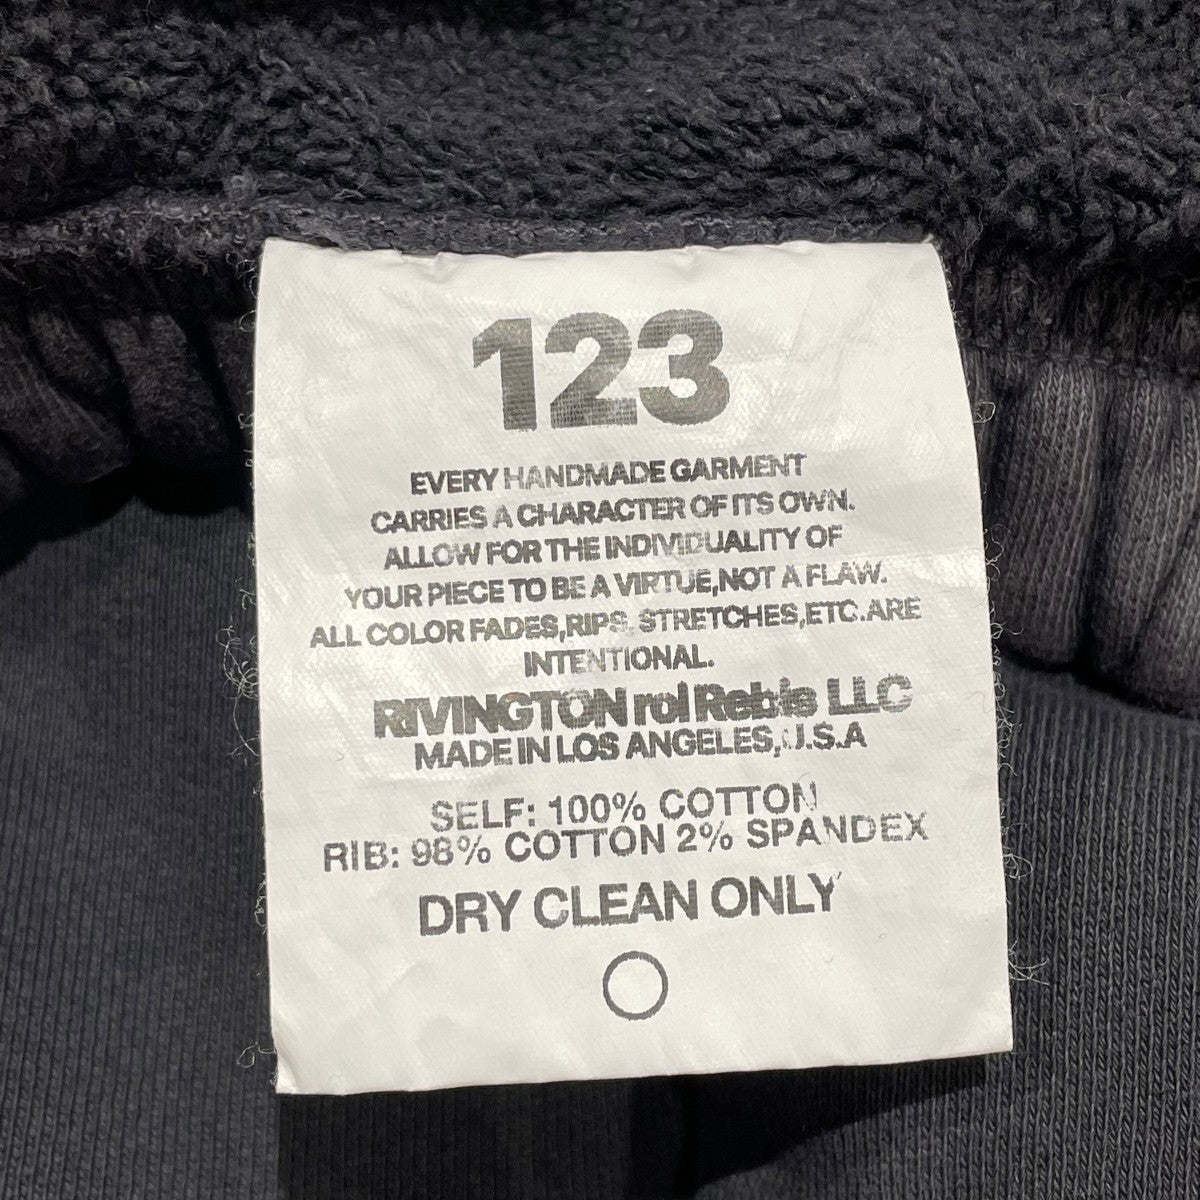 123
EVERY HANDMADE GARMENT
CARRIES A CHARACTER OF ITS OWN.
ALLOW FOR THE INDIVIDUALITY OF
YOUR PIECE TO BE A VIRTUE,NOT A FLAW.
ALL COLOR FADES,RIPS, STRETCHES,ETC.ARE
INTENTIONAL.
RIVINGTON roi Rebis LLC
MADE IN LOS ANGELES,U.S.A
SELF: 100% COTTON
RIB: 98% COTTON 2% SPANDEX
DRY CLEAN ONLY